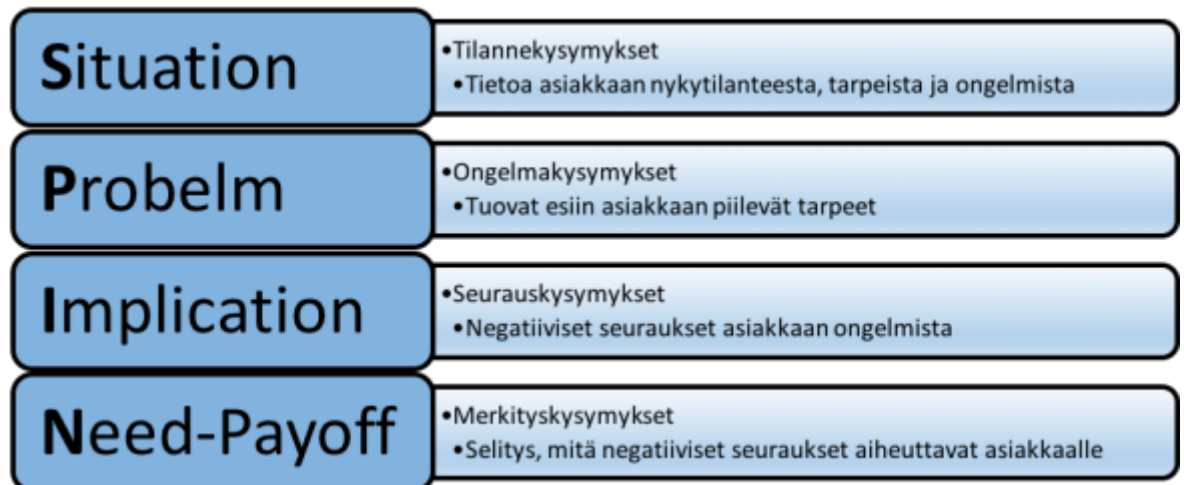 Situation
•Tilannekysymykset
•Tietoa asiakkaan nykytilanteesta, tarpeista ja ongelmista
Probelm
•Ongelmakysymykset
•Tuovat esiin asiakkaan piilevät tarpeet
Implication
•Seurauskysymykset
•Negatiiviset seuraukset asiakkaan ongelmista
Need-Payoff
•Merkityskysymykset
•Selitys, mitä negatiiviset seuraukset aiheuttavat asiakkaalle